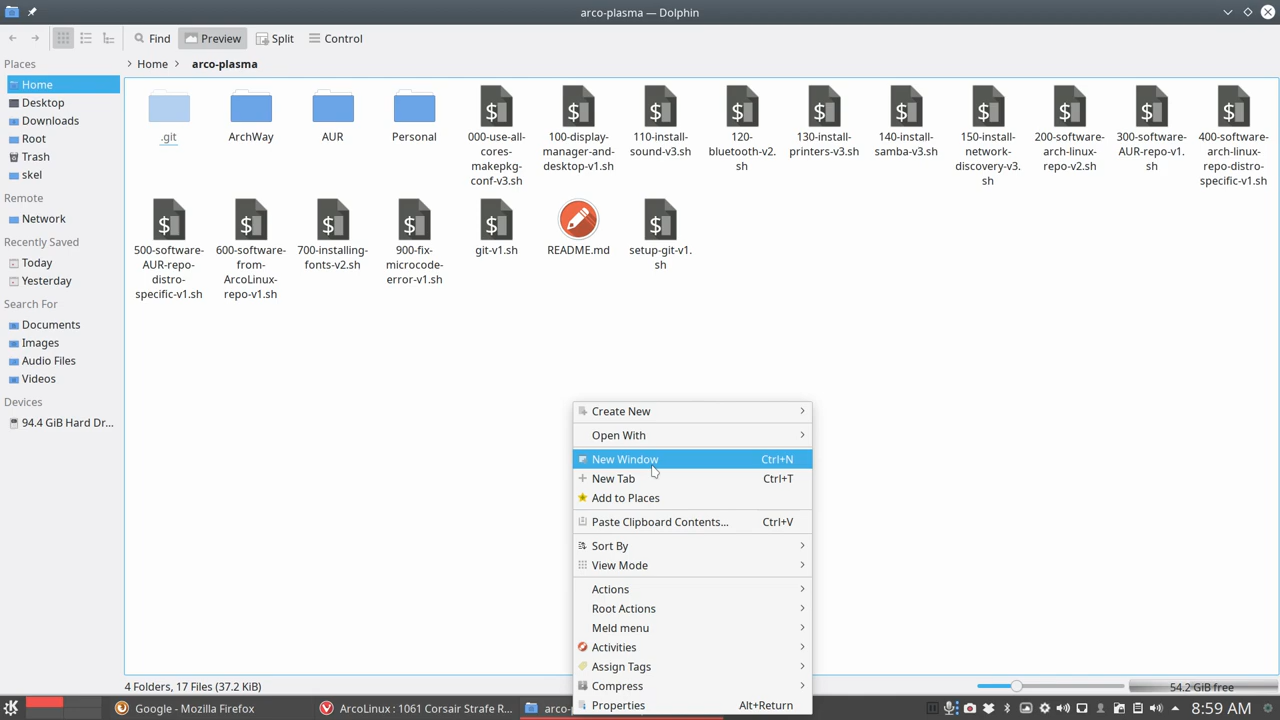 arco-plasma — Dolphin
Find
Preview
Split
Control
Places
Home
arco-plasma
Home
Desktop
Downloads
Root
Trash
skel
Remote
Network
Recently Saved
Today
Yesterday
Search For
Documents
Images
Audio Files
Videos
Devices
94.4 GiB Hard Dr...
.git
ArchWay
AUR
Personal
000-use-all-
cores-
makepkg-
conf-v3.sh
100-display-
manager-and-
desktop-v1.sh
110-install-
sound-v3.sh
120-
bluetooth-v2.
sh
130-install-
printers-v3.sh
140-install-
samba-v3.sh
150-install-
network-
discovery-v3.
sh
200-software-
arch-linux-
repo-v2.sh
300-software-
AUR-repo-v1.
sh
400-software-
arch-linux-
repo-distro-
specific-v1.sh
500-software-
AUR-repo-
distro-
specific-v1.sh
600-software-
from-
ArcoLinux-
repo-v1.sh
700-installing-
fonts-v2.sh
900-fix-
microcode-
error-v1.sh
git-v1.sh
README.md
setup-git-v1.
sh
Create New
Open With
New Window Ctrl+N
New Tab Ctrl+T
Add to Places
Paste Clipboard Contents... Ctrl+V
Sort By
View Mode
Actions
Root Actions
Meld menu
Activities
Assign Tags
Compress
Properties Alt+Return
4 Folders, 17 Files (37.2 KiB)
54.2 GiB free
Google - Mozilla Firefox
ArcoLinux : 1061 Corsair Strafe R...
arco-p
8:59 AM